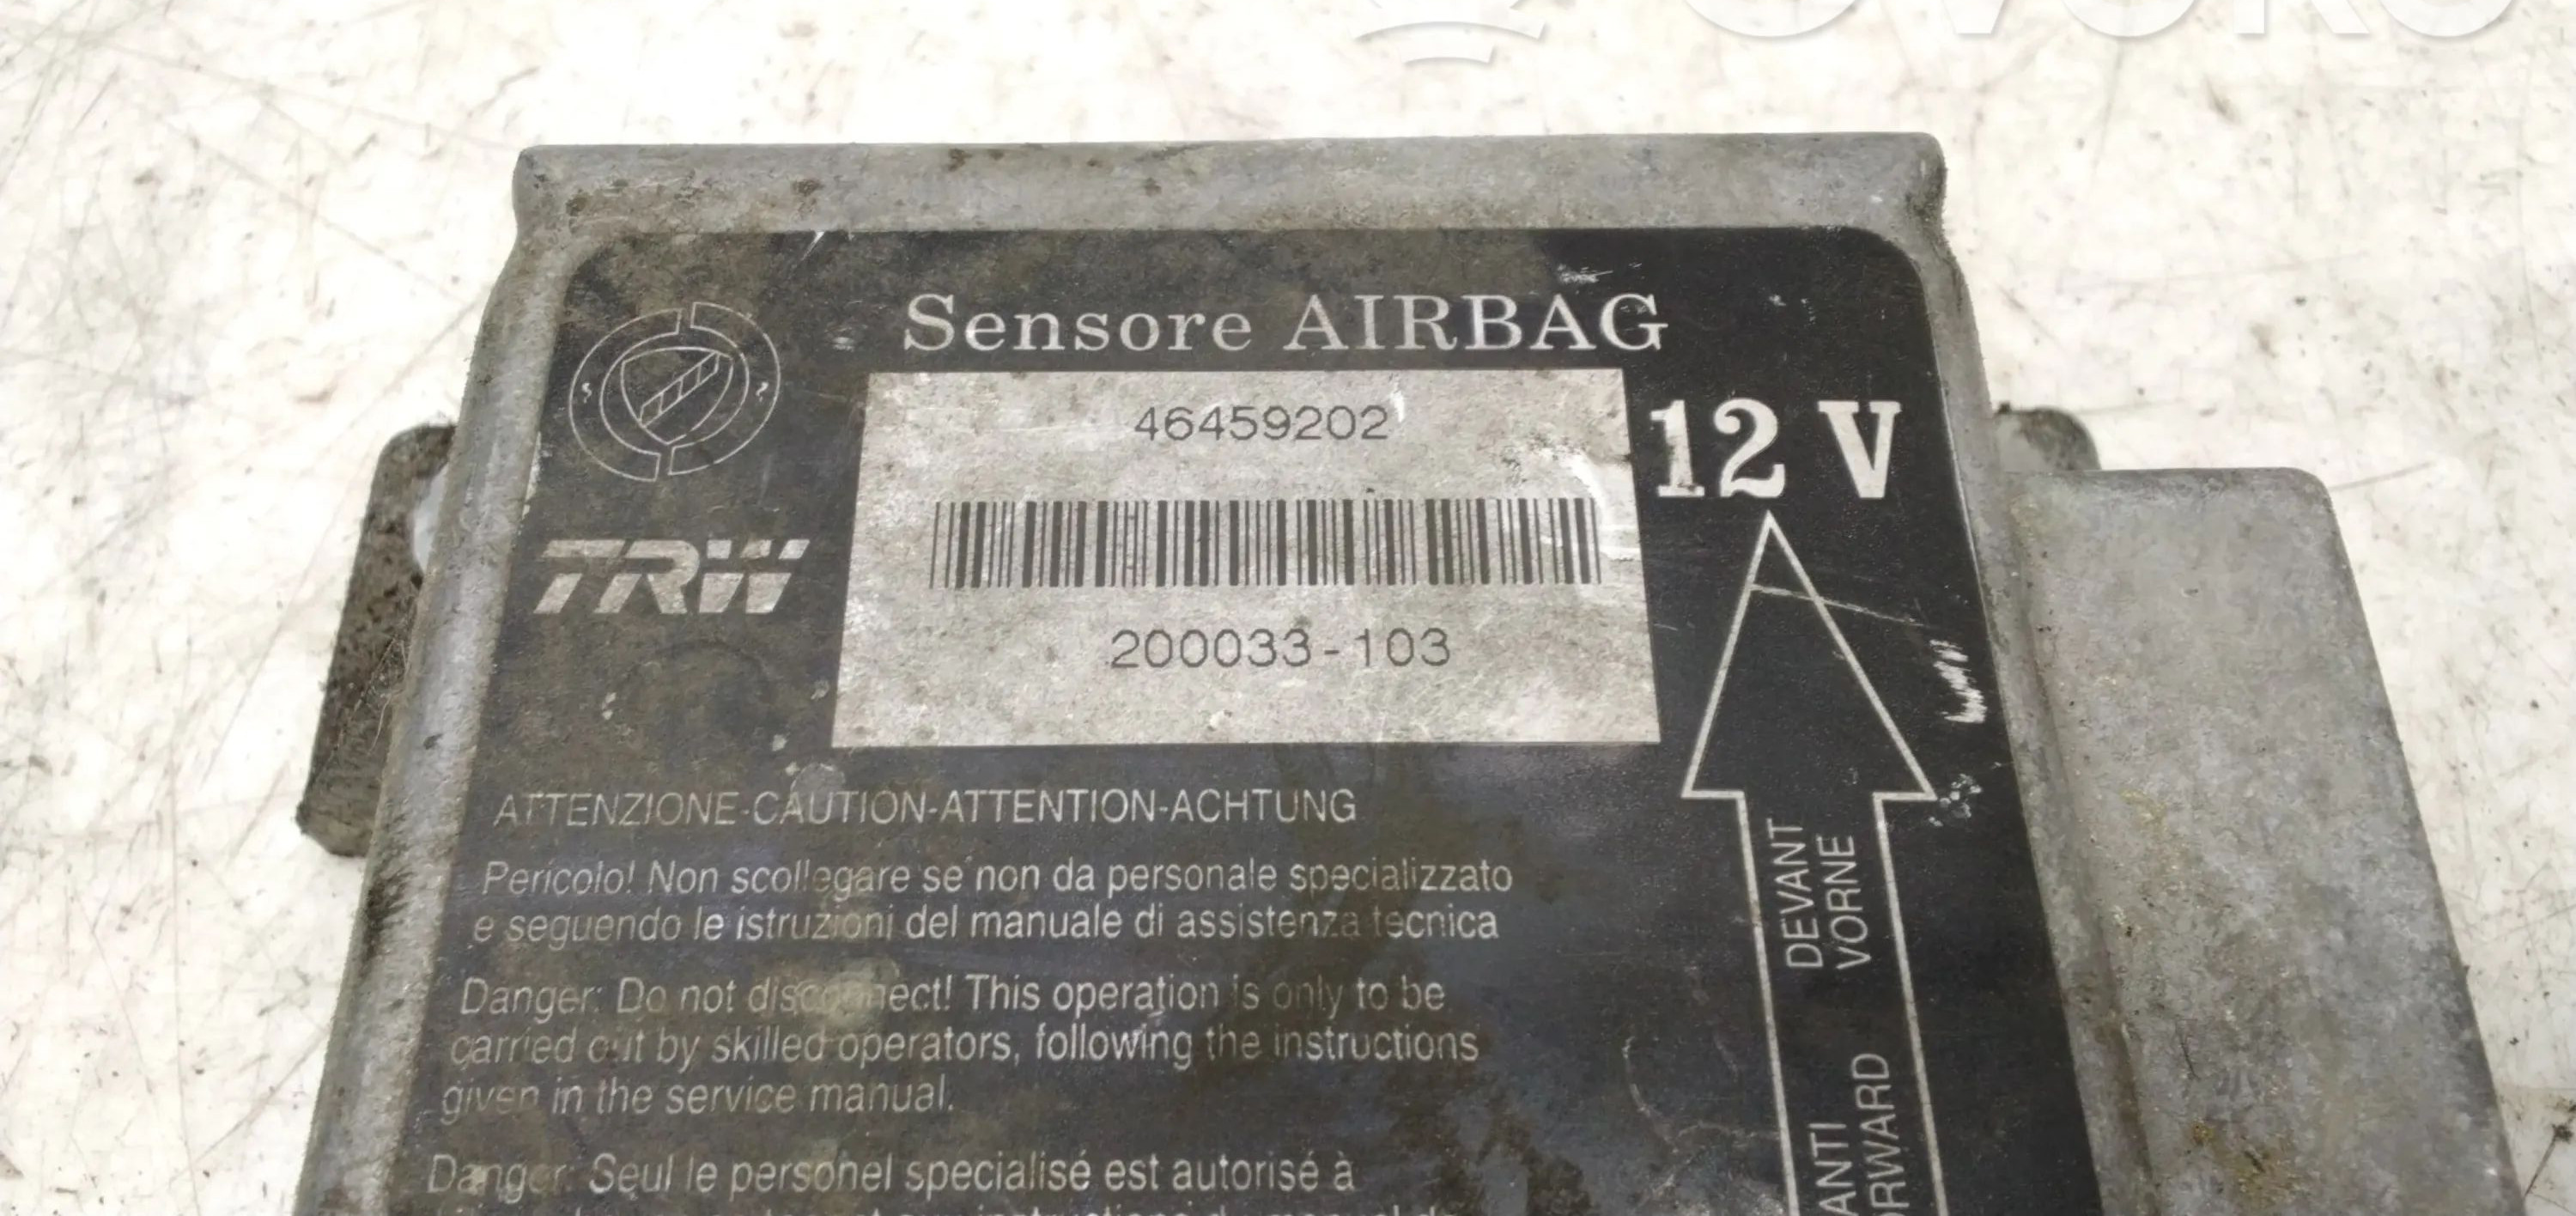 Sensore AIRBAG
46459202
12 V
TRW
200033-103
ATTENZIONE-CAUTION-ATTENTION-ACHTUNG
Pericolo! Non scollegare se non da personale specializzato
e seguendo le istruzioni del manuale di assistenza tecnica
Danger: Do not disconnect! This operation is only to be
carried out by skilled operators, following the instructions
given in the service manual.
Danger: Seul le personel specialisé est autorisé à
DEVANT
VORNE